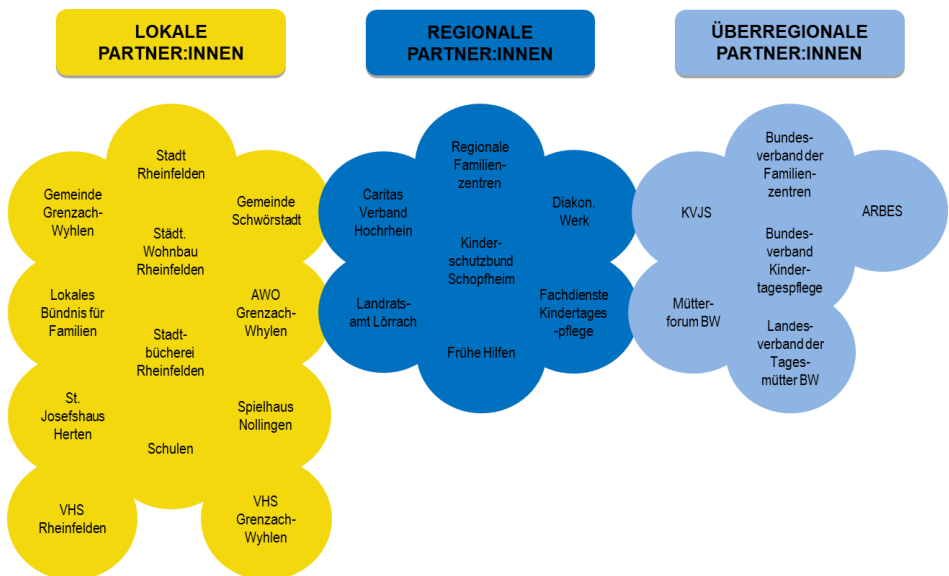 LOKALE
PARTNER:INNEN
REGIONALE
PARTNER:INNEN
ÜBERREGIONALE
PARTNER:INNEN
Stadt
Rheinfelden
Gemeinde
Grenzach-
Wyhlen
Gemeinde
Schwörstadt
Städt.
Wohnbau
Rheinfelden
Lokales
Bündnis für
Familien
AWO
Grenzach-
Whylen
Stadt-
bücherei
Rheinfelden
St.
Josefshaus
Herten
Spielhaus
Nollingen
Schulen
VHS
Rheinfelden
VHS
Grenzach-
Wyhlen
Regionale
Familien-
zentren
Caritas
Verband
Hochrhein
Diakon.
Werk
Kinder-
schutzbund
Schopfheim
Landrats-
amt Lörrach
Fachdienste
Kindertages
-pflege
Frühe Hilfen
Bundes-
verband der
Familien-
zentren
KVJS
ARBES
Bundes-
verband
Kinder-
tagespflege
Mütter-
forum BW
Landes-
verband der
Tages-
mütter BW